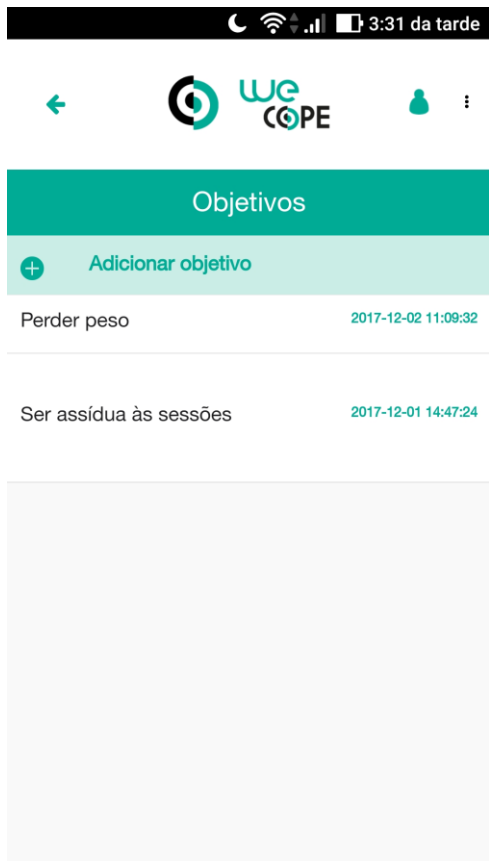 3:31 da tarde
we
COPE
Objetivos
Adicionar objetivo
Perder peso 2017-12-02 11:09:32
Ser assídua às sessões 2017-12-01 14:47:24